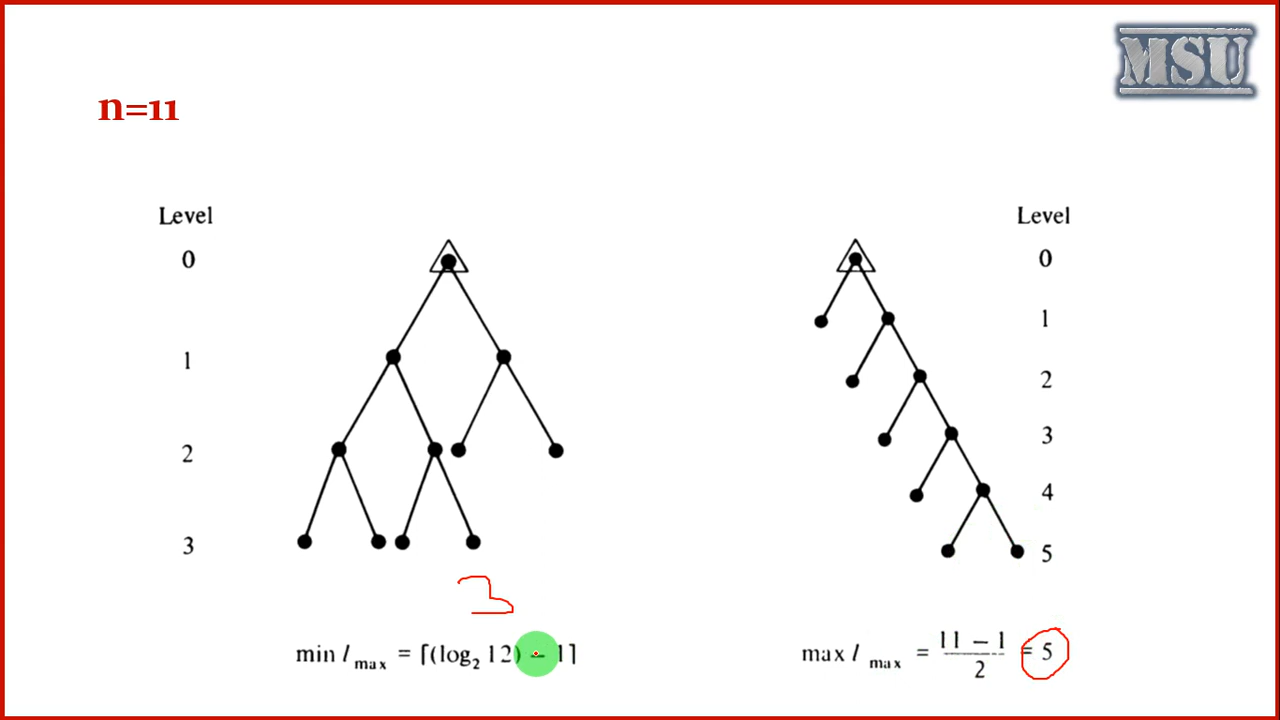 MSU
n=11
Level
0
1
2
3
Level
0
1
2
3
4
5
3
min l max = ⌈(log2 12) – 1⌉
max l max = 11 – 1 / 2 = 5